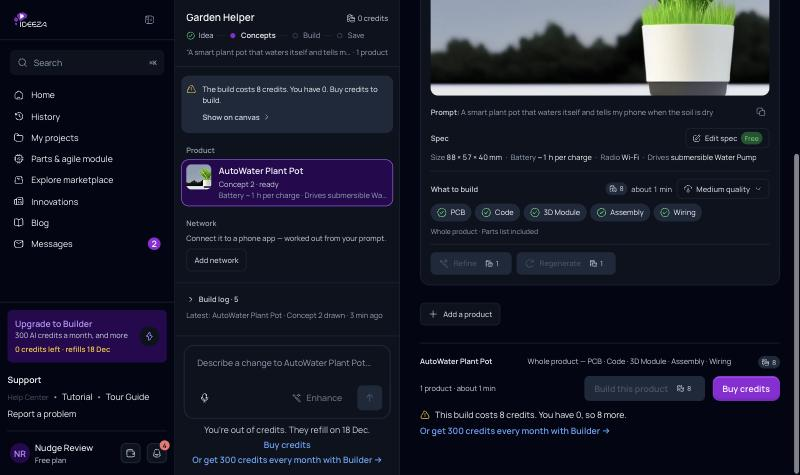 IDEEZA
Search
⌘K
Home
History
My projects
Parts & agile module
Explore marketplace
Innovations
Blog
Messages
2
Upgrade to Builder
300 AI credits a month, and more
0 credits left · refills 18 Dec
Support
Help Center • Tutorial • Tour Guide
Report a problem
NR
Nudge Review
Free plan
4
Garden Helper
0 credits
Idea
Concepts
Build
Save
"A smart plant pot that waters itself and tells m... · 1 product
The build costs 8 credits. You have 0. Buy credits to
build.
Show on canvas
Product
AutoWater Plant Pot
Concept 2 · ready
Battery ~1 h per charge · Drives submersible Wa...
Network
Connect it to a phone app — worked out from your prompt.
Add network
Build log · 5
Latest: AutoWater Plant Pot · Concept 2 drawn · 3 min ago
Describe a change to AutoWater Plant Pot...
Enhance
You're out of credits. They refill on 18 Dec.
Buy credits
Or get 300 credits every month with Builder →
Prompt: A smart plant pot that waters itself and tells my phone when the soil is dry
Spec
Edit spec Free
Size 88 × 57 × 40 mm · Battery ~1 h per charge · Radio Wi-Fi · Drives submersible Water Pump
What to build
8 about 1 min
Medium quality
PCB
Code
3D Module
Assembly
Wiring
Whole product · Parts list included
Refine 1
Regenerate 1
Add a product
AutoWater Plant Pot
Whole product — PCB · Code · 3D Module · Assembly · Wiring
8
1 product · about 1 min
Build this product 8
Buy credits
This build costs 8 credits. You have 0, so 8 more.
Or get 300 credits every month with Builder →